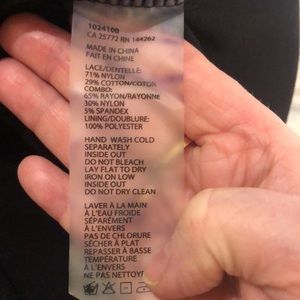 1024100
CA 25772 RN 144262
MADE IN CHINA
FAIT EN CHINE
LACE/DENTELLE:
71% NYLON
29% COTTON/COTON
COMBO:
65% RAYON/RAYONNE
30% NYLON
5% SPANDEX
LINING/DOUBLURE:
100% POLYESTER
HAND WASH COLD
SEPARATELY
INSIDE OUT
DO NOT BLEACH
LAY FLAT TO DRY
IRON ON LOW
INSIDE OUT
DO NOT DRY CLEAN
LAVER À LA MAIN
À L'EAU FROIDE
SÉPARÉMENT
À L'ENVERS
PAS DE CHLORURE
SÉCHER À PLAT
REPASSER À BASSE
TEMPÉRATURE
À L'ENVERS
NE PAS NETTOY